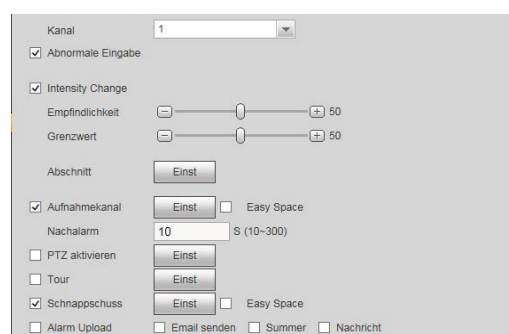 Kanal 1
Abnormale Eingabe
Intensity Change
Empfindlichkeit 50
Grenzwert 50
Abschnitt Einst
Aufnahmekanal Einst Easy Space
Nachalarm 10 S (10~300)
PTZ aktivieren Einst
Tour Einst
Schnappschuss Einst Easy Space
Alarm Upload Email senden Summer Nachricht